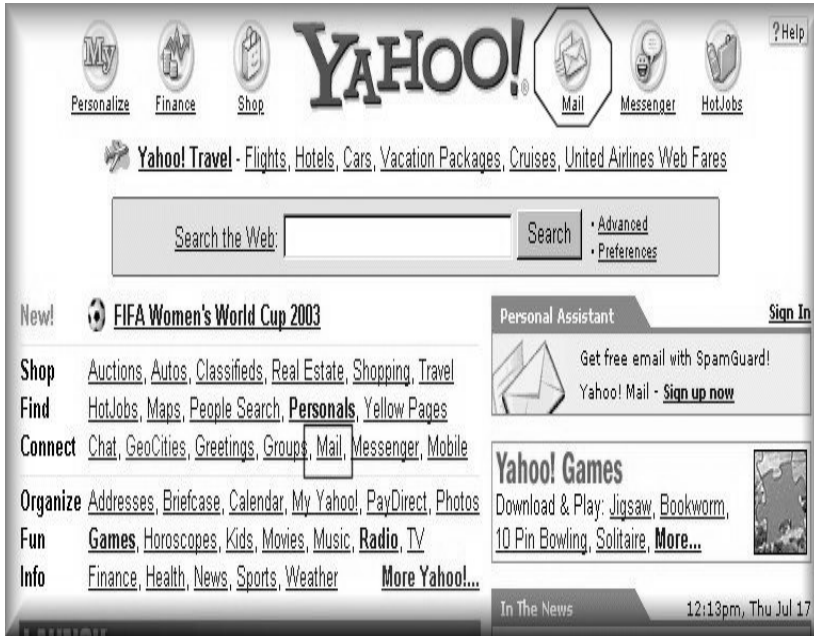 My
YAHOO!
? Help
Personalize Finance Shop Mail Messenger HotJobs
Yahoo! Travel - Flights, Hotels, Cars, Vacation Packages, Cruises, United Airlines Web Fares
Search the Web: Search · Advanced
· Preferences
New! FIFA Women's World Cup 2003
Shop Auctions, Autos, Classifieds, Real Estate, Shopping, Travel
Find HotJobs, Maps, People Search, Personals, Yellow Pages
Connect Chat, GeoCities, Greetings, Groups, Mail, Messenger, Mobile
Organize Addresses, Briefcase, Calendar, My Yahoo!, PayDirect, Photos
Fun Games, Horoscopes, Kids, Movies, Music, Radio, TV
Info Finance, Health, News, Sports, Weather More Yahoo!...
Personal Assistant Sign In
Get free email with SpamGuard!
Yahoo! Mail - Sign up now
Yahoo! Games
Download & Play: Jigsaw, Bookworm,
10 Pin Bowling, Solitaire, More...
In The News 12:13pm, Thu Jul 17